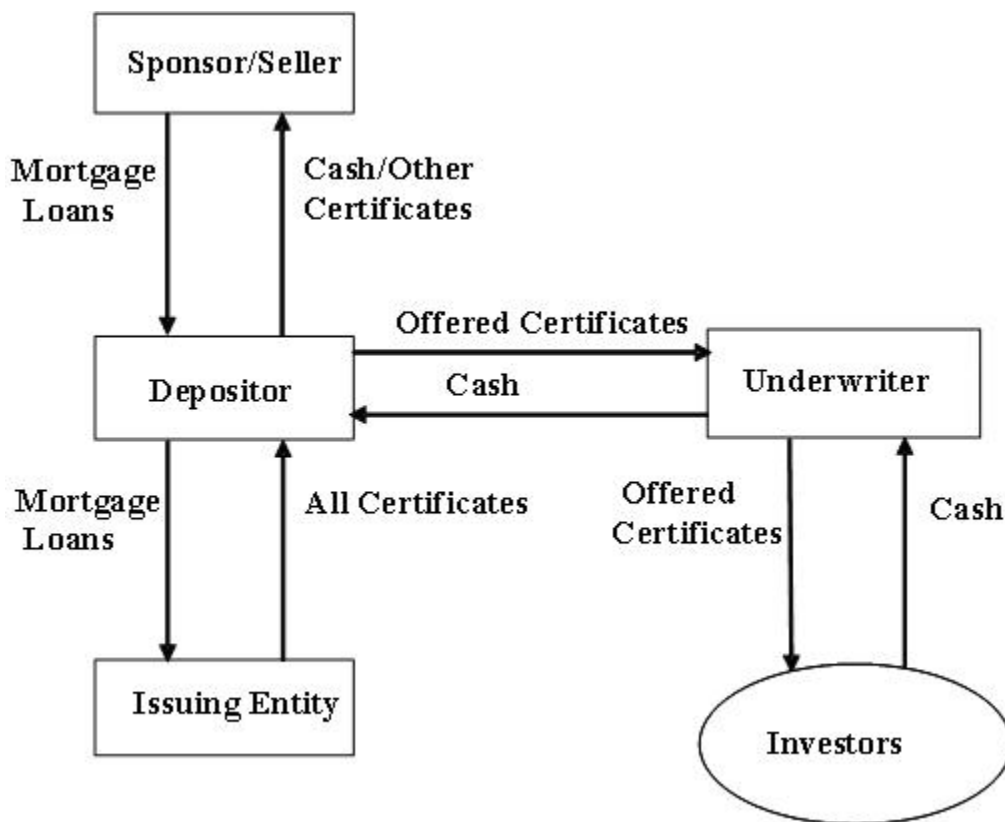 Sponsor/Seller
Mortgage
Loans
Cash/Other
Certificates
Offered Certificates
Depositor
Cash
Underwriter
Mortgage
Loans
All Certificates
Offered
Certificates
Cash
Issuing Entity
Investors